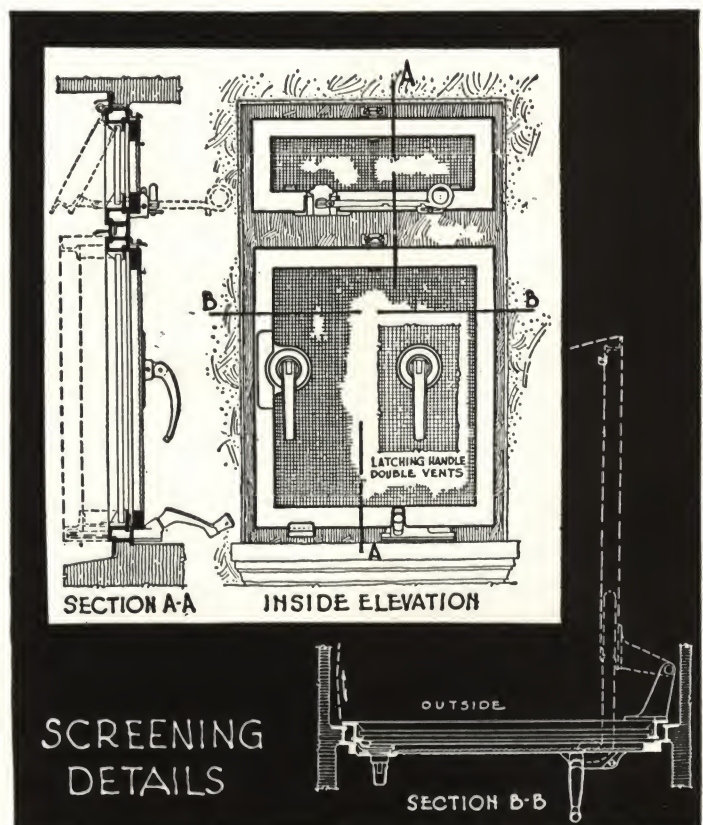 A
B
B
LATCHING HANDLE
DOUBLE VENTS
A
SECTION A-A
INSIDE ELEVATION
OUTSIDE
SCREENING
DETAILS
SECTION B-B